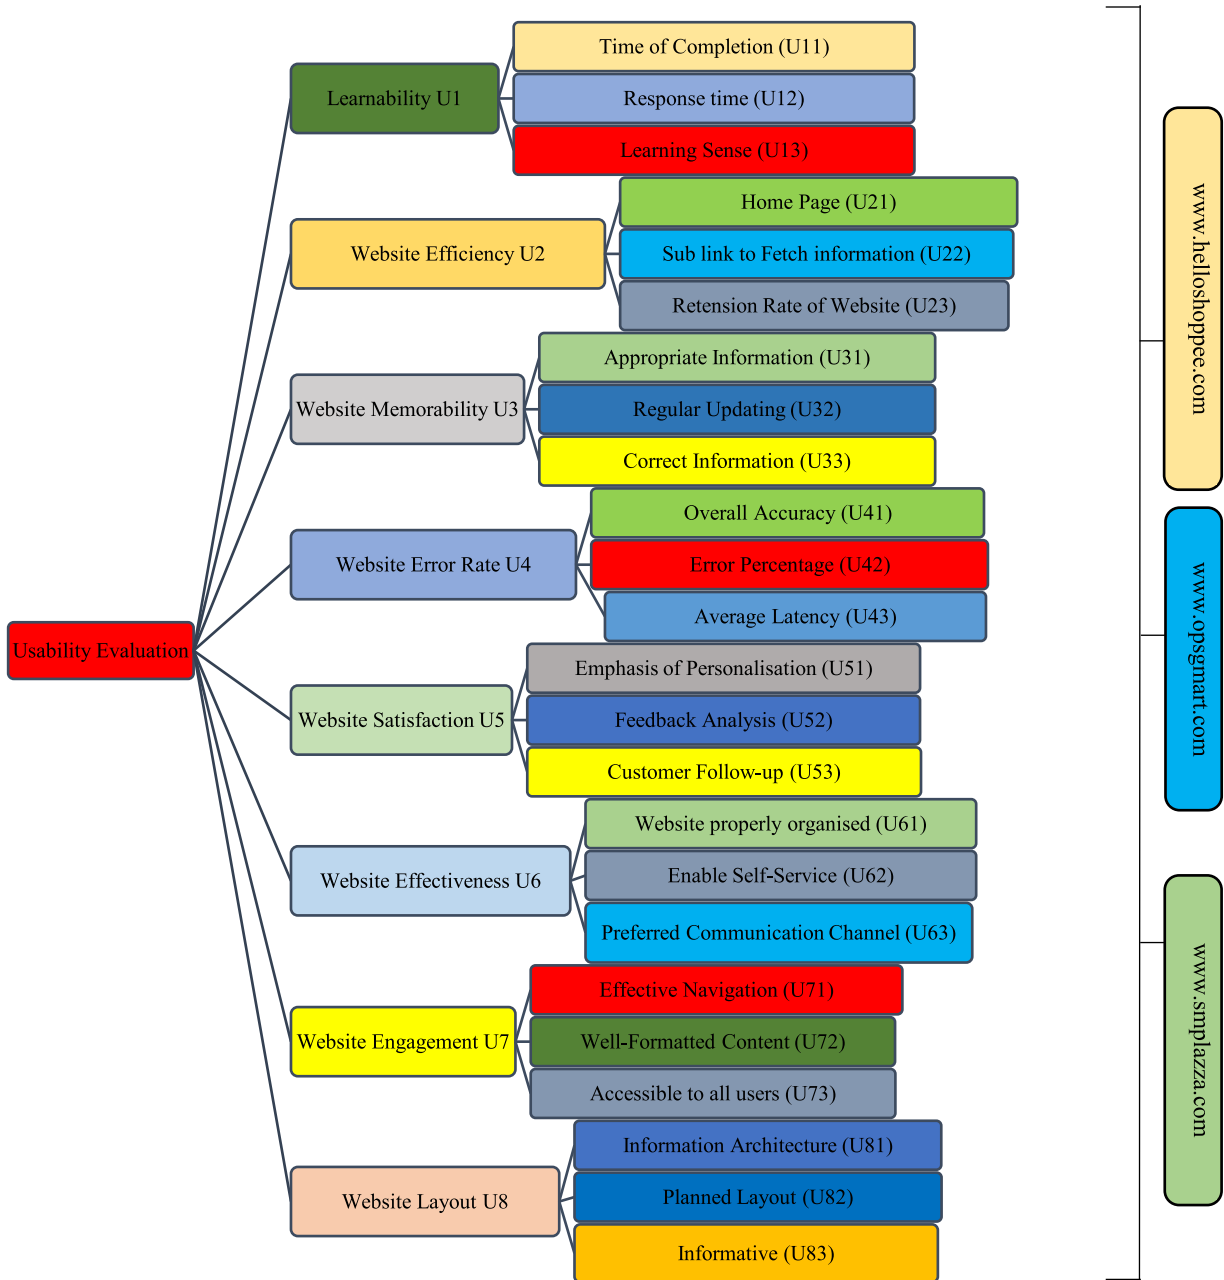 Usability Evaluation
Learnability U1
Time of Completion (U11)
Response time (U12)
Learning Sense (U13)
Website Efficiency U2
Home Page (U21)
Sub link to Fetch information (U22)
Retension Rate of Website (U23)
Website Memorability U3
Appropriate Information (U31)
Regular Updating (U32)
Correct Information (U33)
Website Error Rate U4
Overall Accuracy (U41)
Error Percentage (U42)
Average Latency (U43)
Website Satisfaction U5
Emphasis of Personalisation (U51)
Feedback Analysis (U52)
Customer Follow-up (U53)
Website Effectiveness U6
Website properly organised (U61)
Enable Self-Service (U62)
Preferred Communication Channel (U63)
Website Engagement U7
Effective Navigation (U71)
Well-Formatted Content (U72)
Accessible to all users (U73)
Website Layout U8
Information Architecture (U81)
Planned Layout (U82)
Informative (U83)
www.helloshoppee.com
www.opsgmart.com
www.smplazza.com